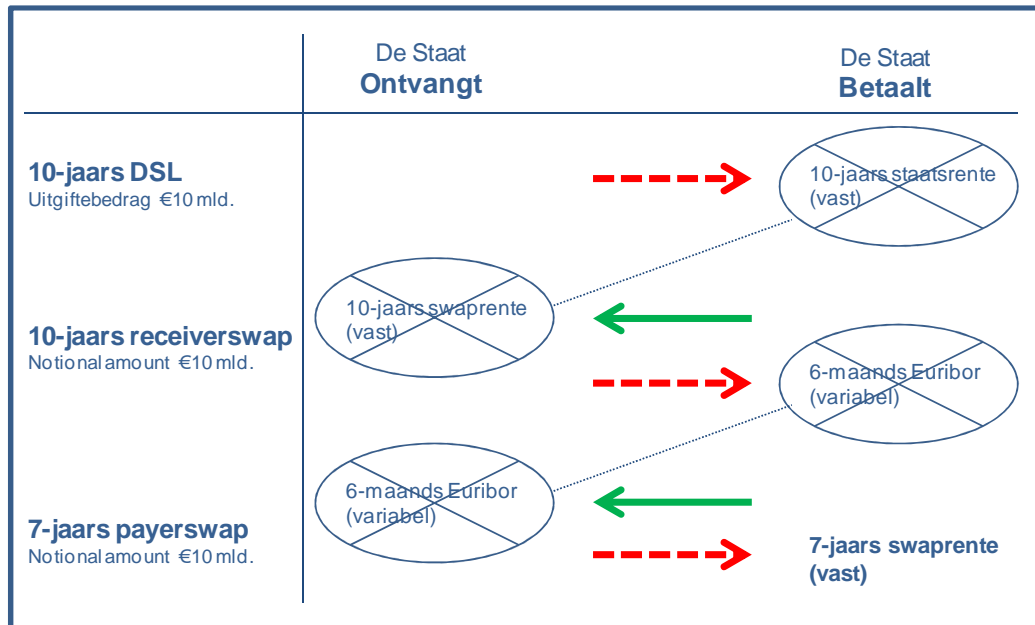 De Staat
Ontvangt
De Staat
Betaalt
10-jaars DSL
Uitgiftebedrag €10 mld.
10-jaars staatsrente
(vast)
10-jaars swaprente
(vast)
10-jaars receiverswap
Notional amount €10 mld.
6-maands Euribor
(variabel)
6-maands Euribor
(variabel)
7-jaars payerswap
Notional amount €10 mld.
7-jaars swaprente
(vast)